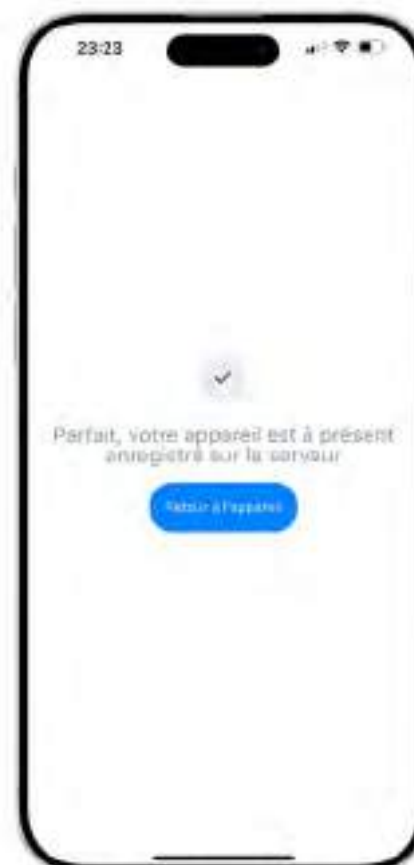 23:23
Parfait, votre appareil est à présent
enregistré sur le serveur
Retour à l'appareil